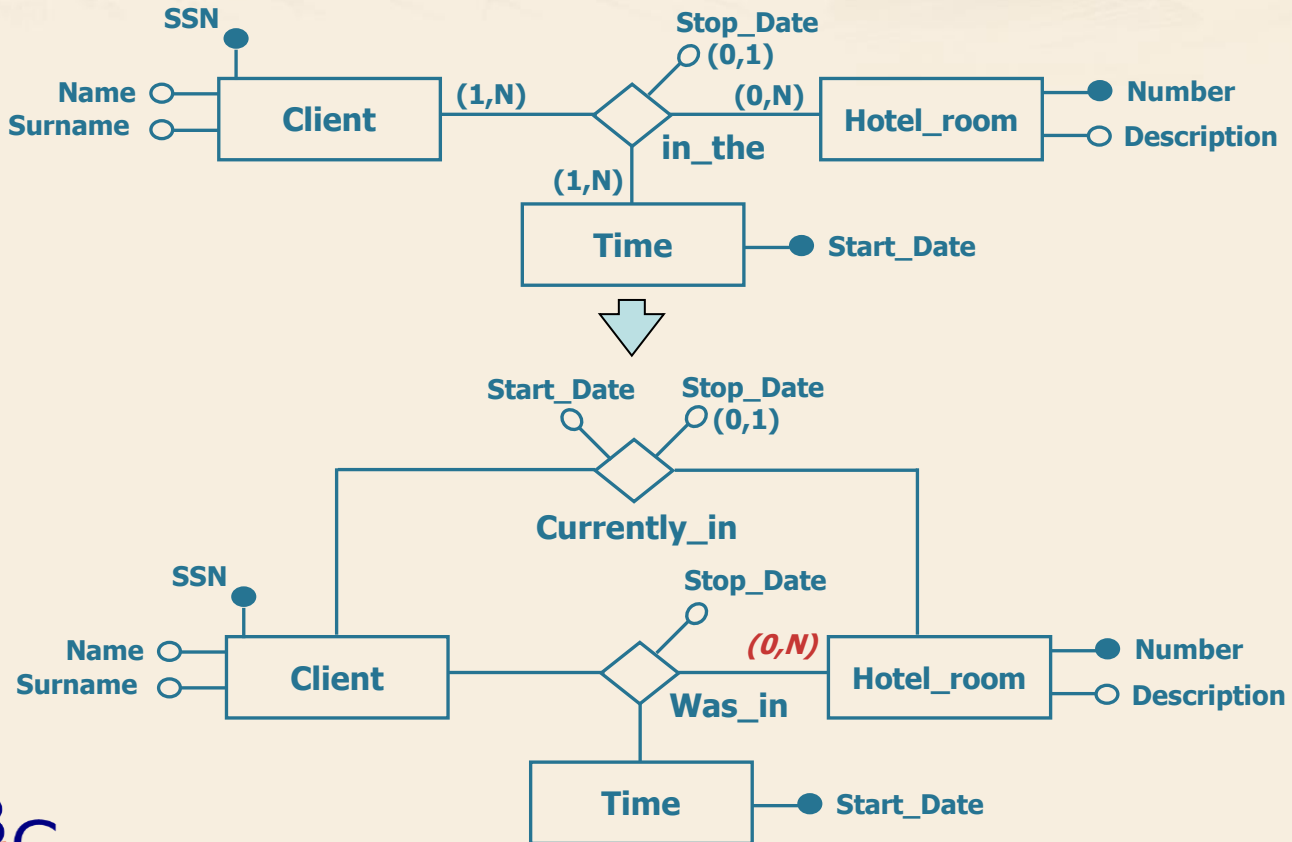 SSN
Stop_Date
(0,1)
Name
Surname
Client
(1,N)
(0,N)
in_the
Hotel_room
Number
Description
(1,N)
Time
Start_Date
Start_Date
Stop_Date
(0,1)
Currently_in
SSN
Stop_Date
Name
Surname
Client
(0,N)
Was_in
Hotel_room
Number
Description
Time
Start_Date